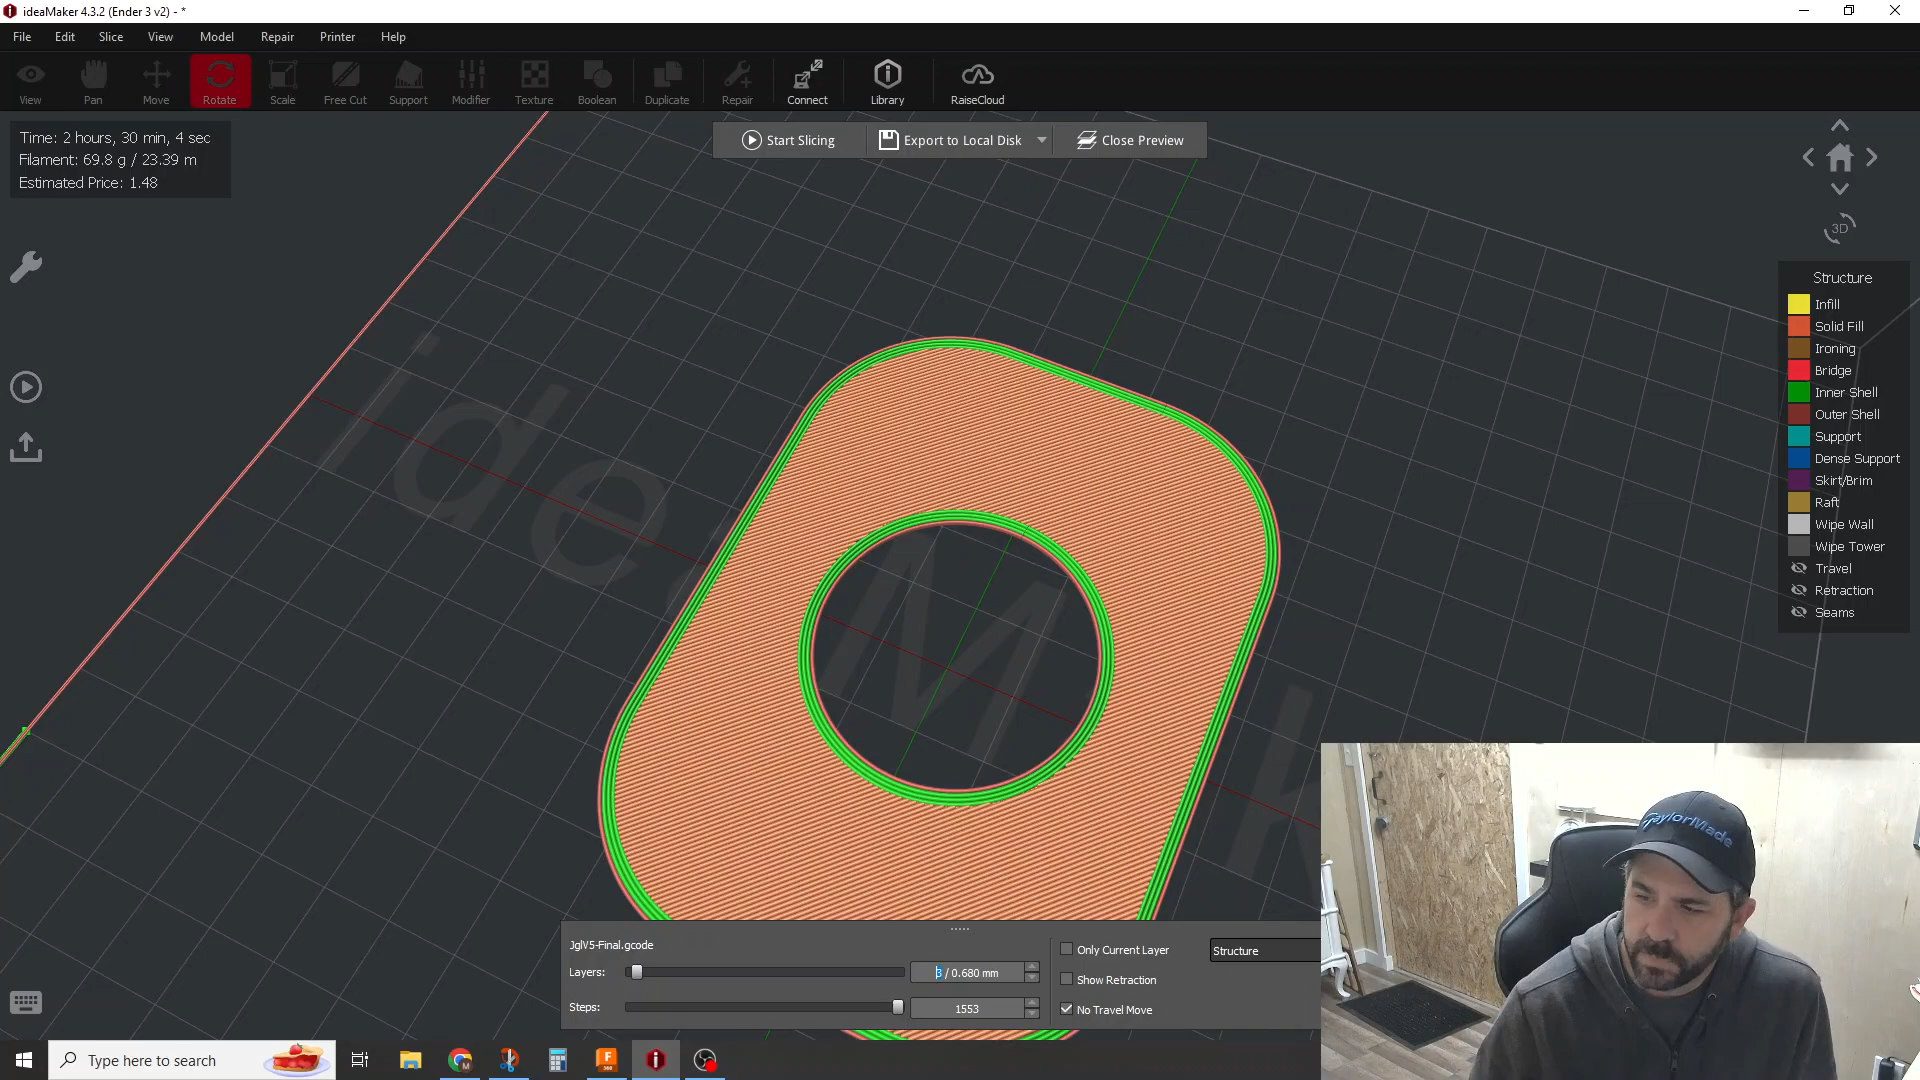 ideaMaker 4.3.2 (Ender 3 v2) - *
File Edit Slice View Model Repair Printer Help
View Pan Move Rotate Scale Free Cut Support Modifier Texture Boolean Duplicate Repair Connect Library RaiseCloud
Time: 2 hours, 30 min, 4 sec
Filament: 69.8 g / 23.39 m
Estimated Price: 1.48
Start Slicing Export to Local Disk Close Preview
3D
Structure
Infill
Solid Fill
Ironing
Bridge
Inner Shell
Outer Shell
Support
Dense Support
Skirt/Brim
Raft
Wipe Wall
Wipe Tower
Travel
Retraction
Seams
ideaMak
TaylorMade
JglV5-Final.gcode
Layers: 3 / 0.680 mm
Steps: 1553
Only Current Layer
Show Retraction
No Travel Move
Structure
Type here to search